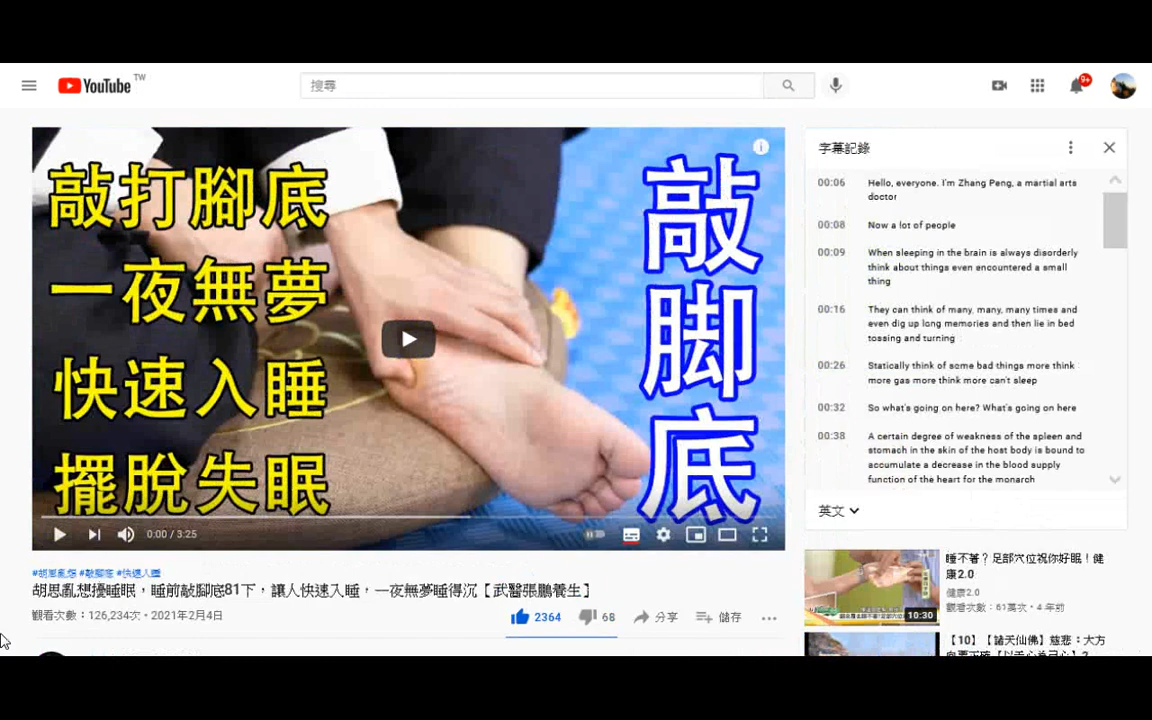 YouTube TW
搜尋
9+
敲打腳底
一夜無夢
快速入睡
擺脫失眠
敲脚底
0:00 / 3:25
#胡思亂想 #敲腳底 #快速入睡
胡思亂想擾睡眠，睡前敲腳底81下，讓人快速入睡，一夜無夢睡得沉【武醫張鵬養生】
觀看次數：126,234次・2021年2月4日
2364
68
分享
儲存
字幕記錄
00:06 Hello, everyone. I'm Zhang Peng, a martial arts
doctor
00:08 Now a lot of people
00:09 When sleeping in the brain is always disorderly
think about things even encountered a small
thing
00:16 They can think of many, many, many times and
even dig up long memories and then lie in bed
tossing and turning
00:26 Statically think of some bad things more think
more gas more think more can't sleep
00:32 So what's going on here? What's going on here
00:38 A certain degree of weakness of the spleen and
stomach in the skin of the host body is bound to
accumulate a decrease in the blood supply
function of the heart for the monarch
英文
睡不著？足部穴位祝你好眠！健
康2.0
健康2.0
觀看次數：61萬次・4 年前
10:30
【10】【諸天仙佛】慈悲：大方